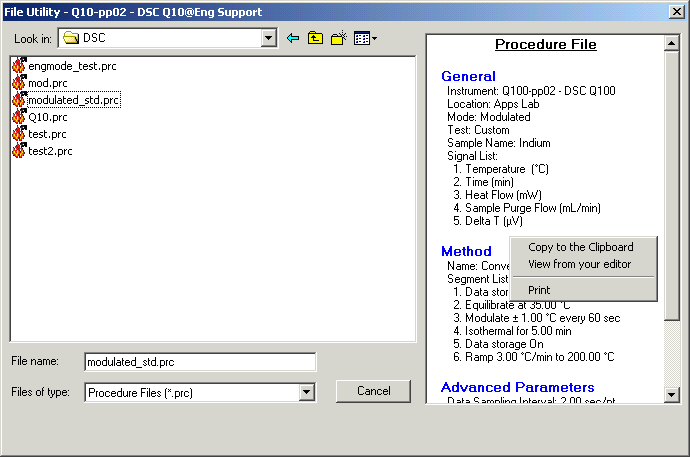 File Utility - Q10-pp02 - DSC Q10@Eng Support
Look in:
DSC
engmode_test.prc
mod.prc
modulated_std.prc
Q10.prc
test.prc
test2.prc
File name:
modulated_std.prc
Files of type:
Procedure Files (*.prc)
Cancel
Procedure File
General
Instrument: Q100-pp02 - DSC Q100
Location: Apps Lab
Mode: Modulated
Test: Custom
Sample Name: Indium
Signal List:
1. Temperature (°C)
2. Time (min)
3. Heat Flow (mW)
4. Sample Purge Flow (mL/min)
5. Delta T (µV)
Method
Name: Conve
Segment List
1. Data stor
2. Equilibrate at 35.00 °C
3. Modulate ± 1.00 °C every 60 sec
4. Isothermal for 5.00 min
5. Data storage On
6. Ramp 3.00 °C/min to 200.00 °C
Advanced Parameters
Data Sampling Interval: 2.00 sec/pt
Copy to the Clipboard
View from your editor
Print